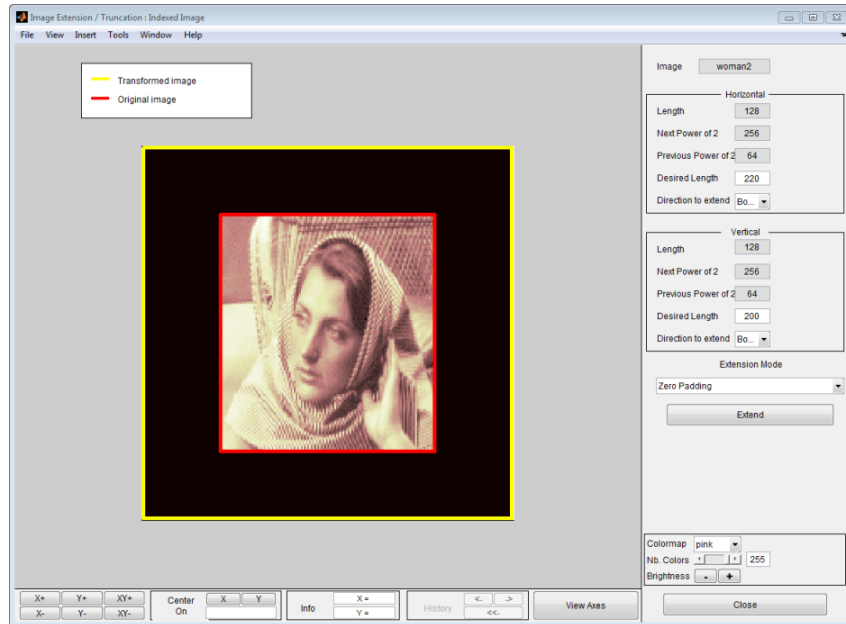 Image Extension / Truncation : Indexed Image
File View Insert Tools Window Help
Transformed image
Original image
Image woman2
Horizontal
Length 128
Next Power of 2 256
Previous Power of 2 64
Desired Length 220
Direction to extend Bo...
Vertical
Length 128
Next Power of 2 256
Previous Power of 2 64
Desired Length 200
Direction to extend Bo...
Extension Mode
Zero Padding
Extend
Colormap pink
Nb. Colors 255
Brightness - +
X+ Y+ XY+
X- Y- XY-
Center On X Y
Info X = Y =
History <- -> <<-
View Axes
Close